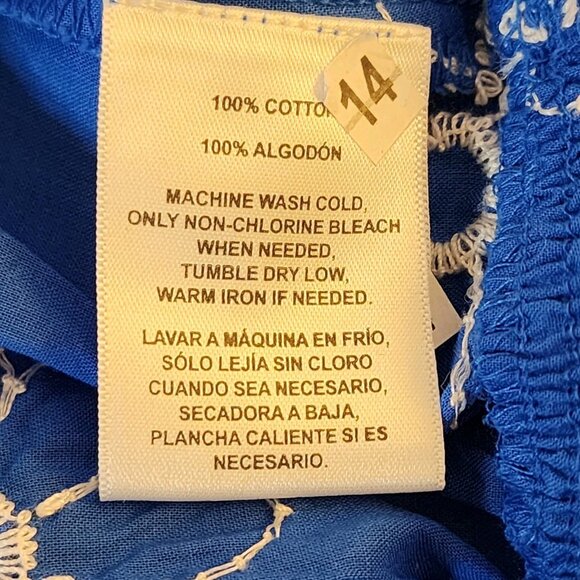 14
100% COTTON
100% ALGODÓN
MACHINE WASH COLD,
ONLY NON-CHLORINE BLEACH
WHEN NEEDED,
TUMBLE DRY LOW,
WARM IRON IF NEEDED.
LAVAR A MÁQUINA EN FRÍO,
SÓLO LEJÍA SIN CLORO
CUANDO SEA NECESARIO,
SECADORA A BAJA,
PLANCHA CALIENTE SI ES
NECESARIO.